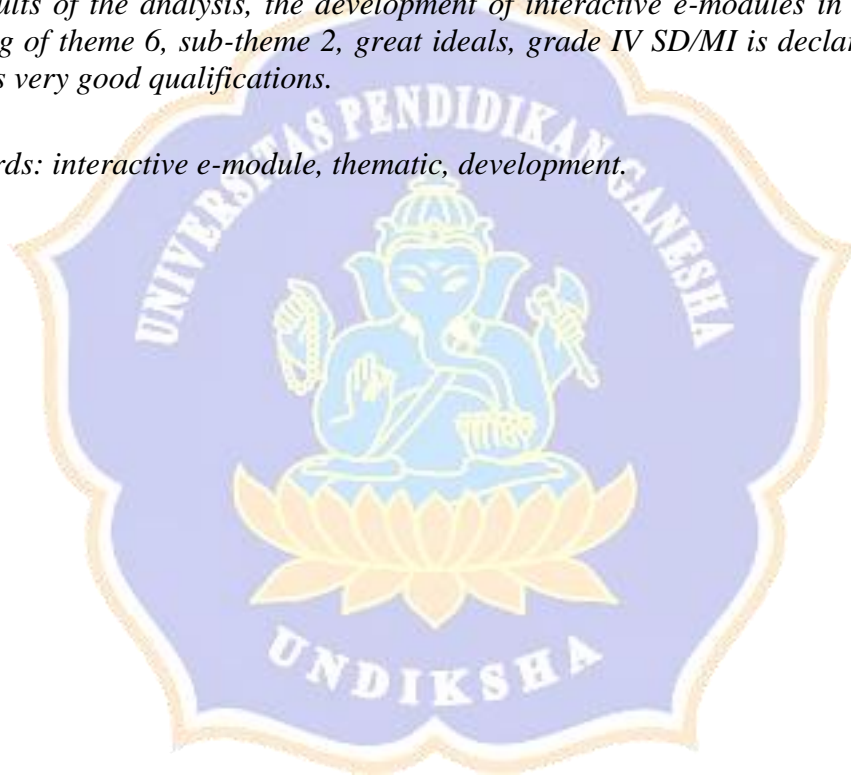 ults of the analysis, the development of interactive e-modules in
g of theme 6, sub-theme 2, great ideals, grade IV SD/MI is decla
s very good qualifications.
rds: interactive e-module, thematic, development.
UNIVERSITAS PENDIDIKAN GANESHA
UNDIKSHA